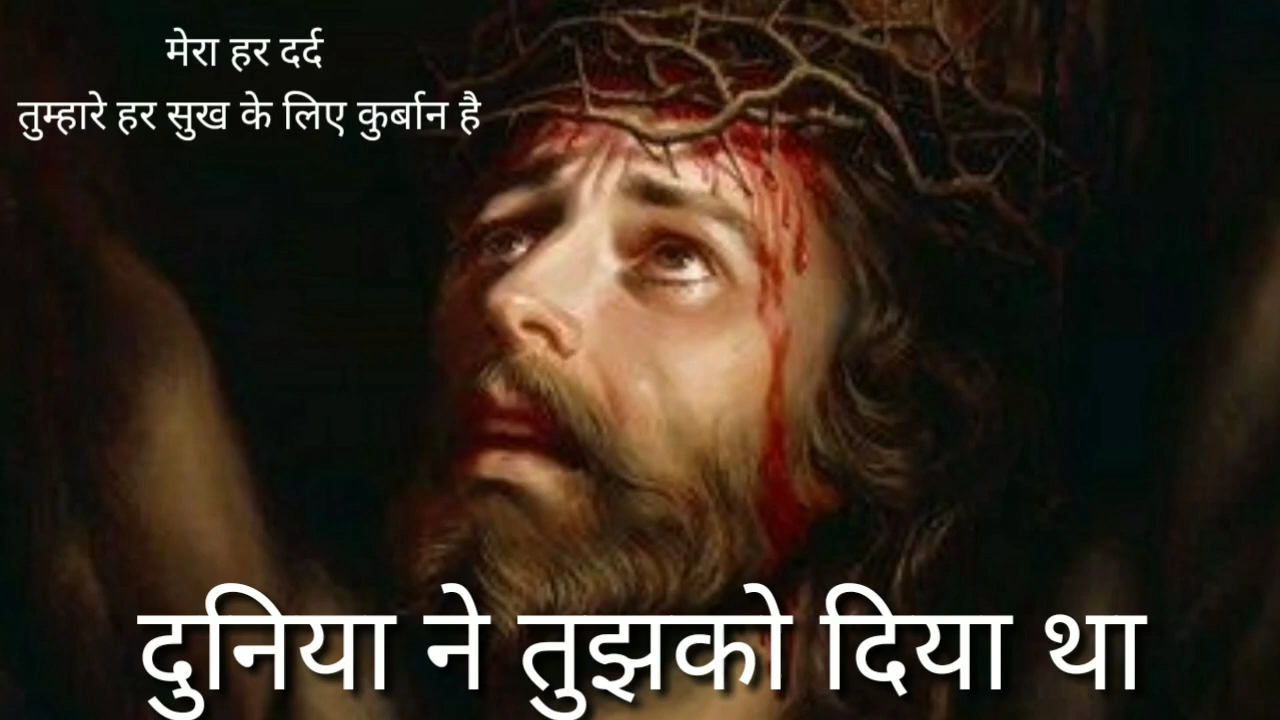 मेरा हर दर्द
तुम्हारे हर सुख के लिए कुर्बान है
दुनिया ने तुझको दिया था